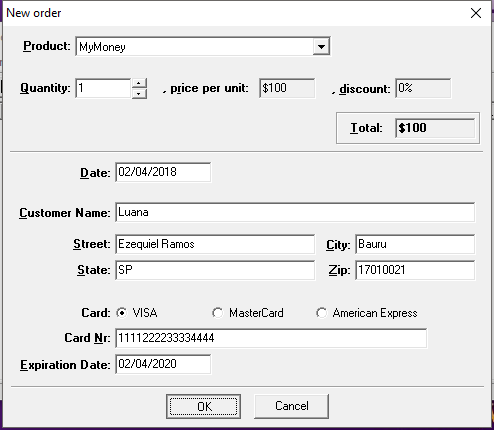 New order
Product: MyMoney
Quantity: 1 , price per unit: $100 , discount: 0%
Total: $100
Date: 02/04/2018
Customer Name: Luana
Street: Ezequiel Ramos City: Bauru
State: SP Zip: 17010021
Card: VISA MasterCard American Express
Card Nr: 1111222233334444
Expiration Date: 02/04/2020
OK Cancel